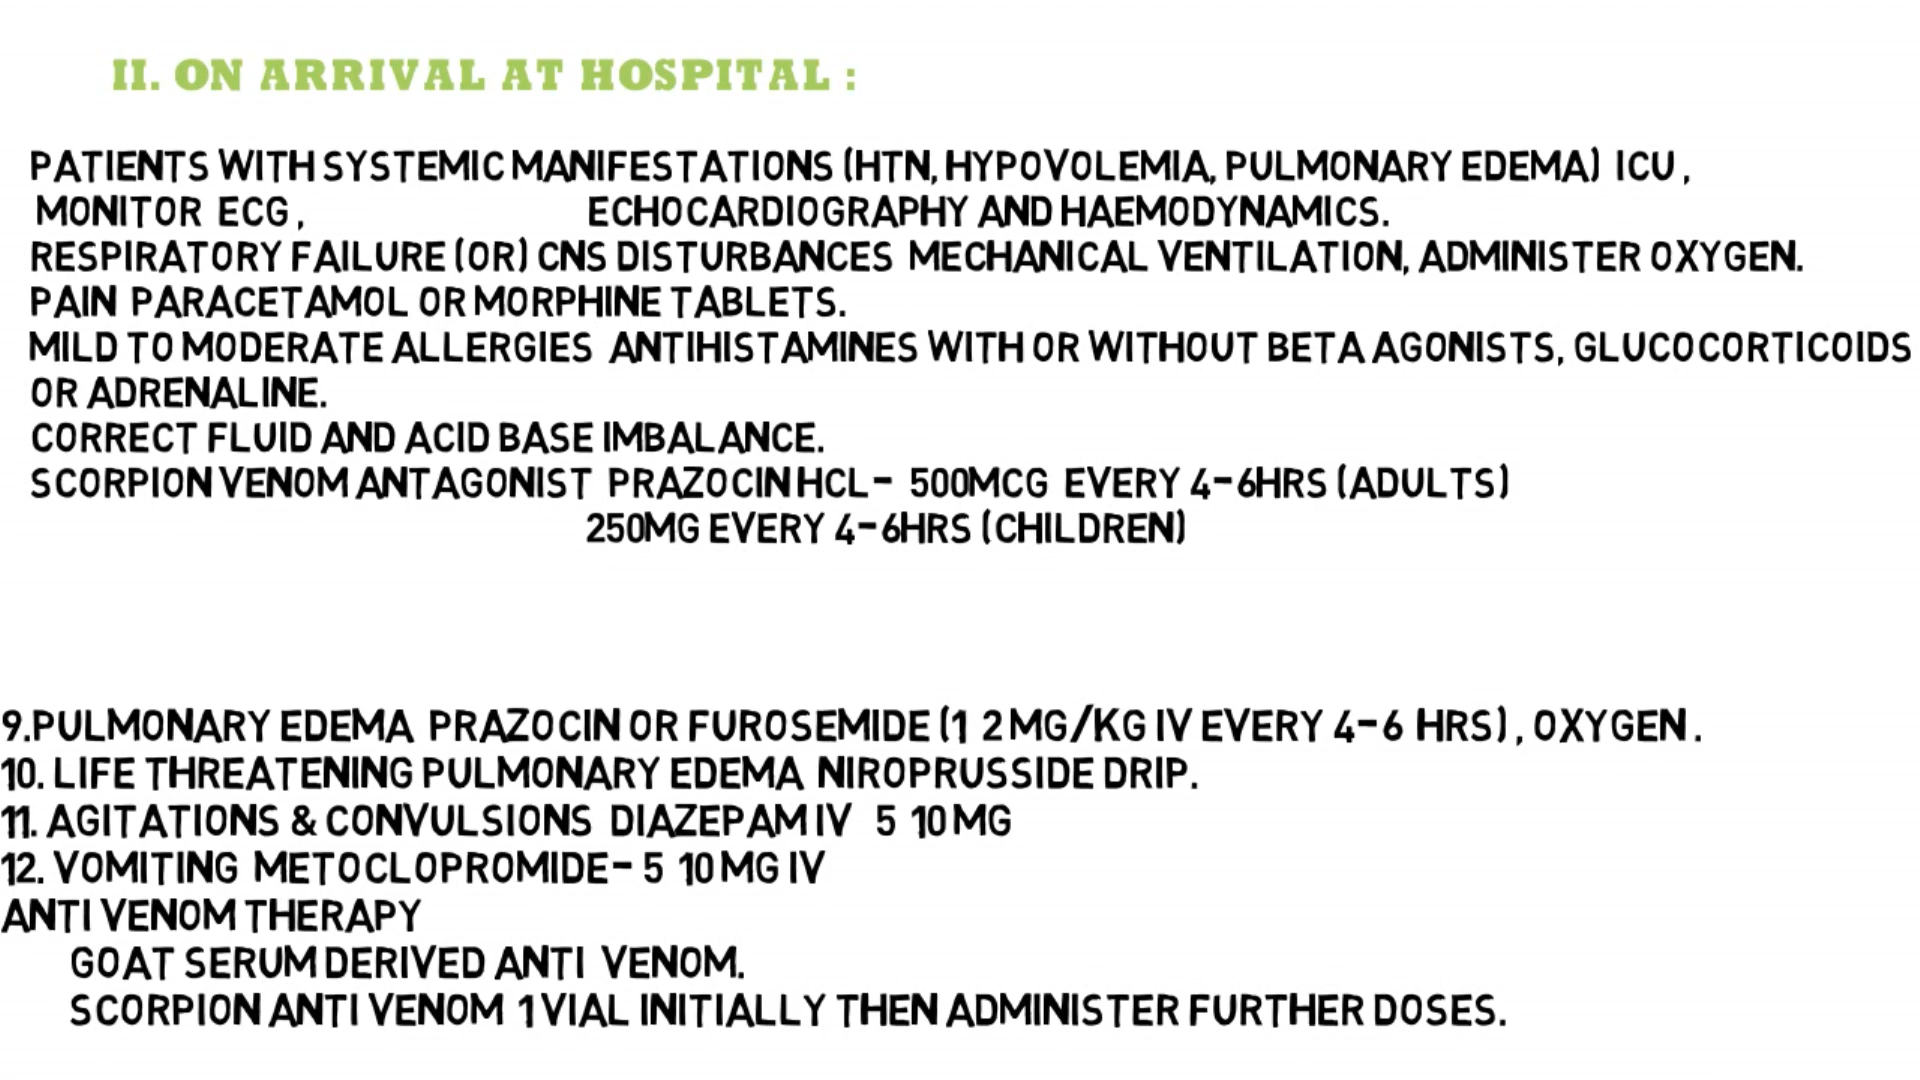 II. ON ARRIVAL AT HOSPITAL :
PATIENTS WITH SYSTEMIC MANIFESTATIONS (HTN, HYPOVOLEMIA, PULMONARY EDEMA) ICU ,
MONITOR ECG , ECHOCARDIOGRAPHY AND HAEMODYNAMICS.
RESPIRATORY FAILURE (OR) CNS DISTURBANCES MECHANICAL VENTILATION, ADMINISTER OXYGEN.
PAIN PARACETAMOL OR MORPHINE TABLETS.
MILD TO MODERATE ALLERGIES ANTIHISTAMINES WITH OR WITHOUT BETA AGONISTS, GLUCOCORTICOIDS
OR ADRENALINE.
CORRECT FLUID AND ACID BASE IMBALANCE.
SCORPION VENOM ANTAGONIST PRAZOCIN HCL- 500MCG EVERY 4-6HRS (ADULTS)
250MG EVERY 4-6HRS (CHILDREN)
9.PULMONARY EDEMA PRAZOCIN OR FUROSEMIDE (1 2 MG/KG IV EVERY 4-6 HRS) , OXYGEN .
10. LIFE THREATENING PULMONARY EDEMA NIROPRUSSIDE DRIP.
11. AGITATIONS & CONVULSIONS DIAZEPAM IV 5 10 MG
12. VOMITING METOCLOPROMIDE- 5 10 MG IV
ANTI VENOM THERAPY
GOAT SERUM DERIVED ANTI VENOM.
SCORPION ANTI VENOM 1 VIAL INITIALLY THEN ADMINISTER FURTHER DOSES.